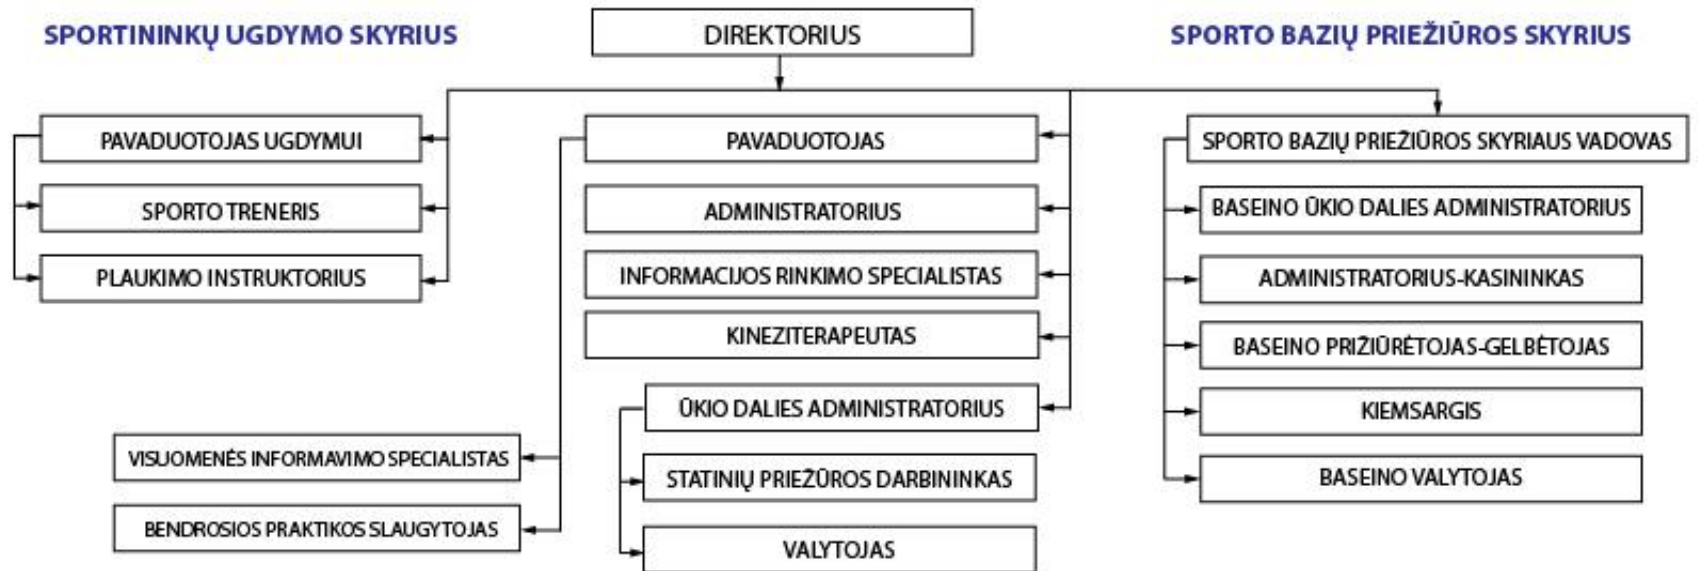 SPORTININKŲ UGDYMO SKYRIUS
DIREKTORIUS
SPORTO BAZIŲ PRIEŽIŪROS SKYRIUS
PAVADUOTOJAS UGDYMUI
SPORTO TRENERIS
PLAUKIMO INSTRUKTORIUS
PAVADUOTOJAS
ADMINISTRATORIUS
INFORMACIJOS RINKIMO SPECIALISTAS
KINEZITERAPEUTAS
ŪKIO DALIES ADMINISTRATORIUS
STATINIŲ PRIEŽŪROS DARBININKAS
VALYTOJAS
VISUOMENĖS INFORMAVIMO SPECIALISTAS
BENDROSIOS PRAKTIKOS SLAUGYTOJAS
SPORTO BAZIŲ PRIEŽIŪROS SKYRIAUS VADOVAS
BASEINO ŪKIO DALIES ADMINISTRATORIUS
ADMINISTRATORIUS-KASININKAS
BASEINO PRIŽIŪRĖTOJAS-GELBĖTOJAS
KIEMSARGIS
BASEINO VALYTOJAS